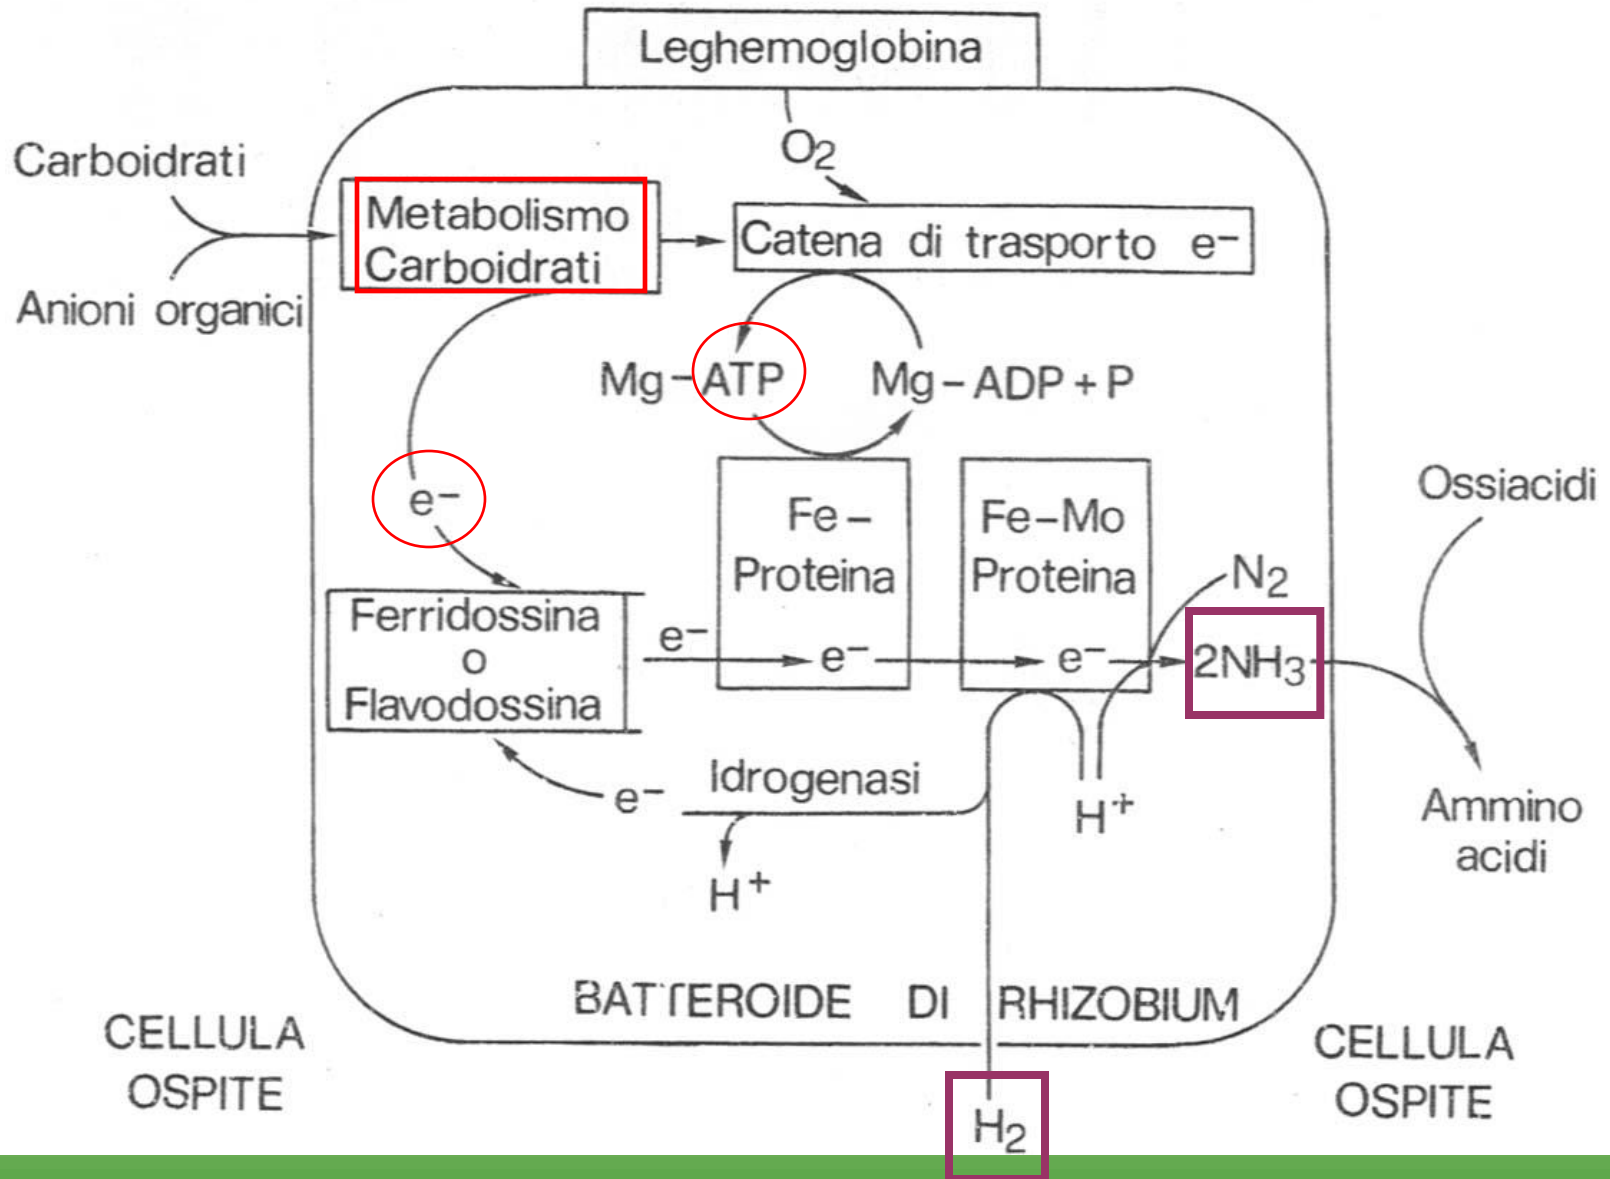 Leghemoglobina
O2
Carboidrati
Anioni organici
Metabolismo
Carboidrati
Catena di trasporto e-
Mg-ATP
Mg-ADP+P
e-
Fe-
Proteina
e-
Fe-Mo
Proteina
e-
Ferridossina
o
Flavodossina
e-
N2
2NH3
Ossiacidi
Ammino
acidi
Idrogenasi
e-
H+
H+
BATTEROIDE DI RHIZOBIUM
CELLULA
OSPITE
CELLULA
OSPITE
H2